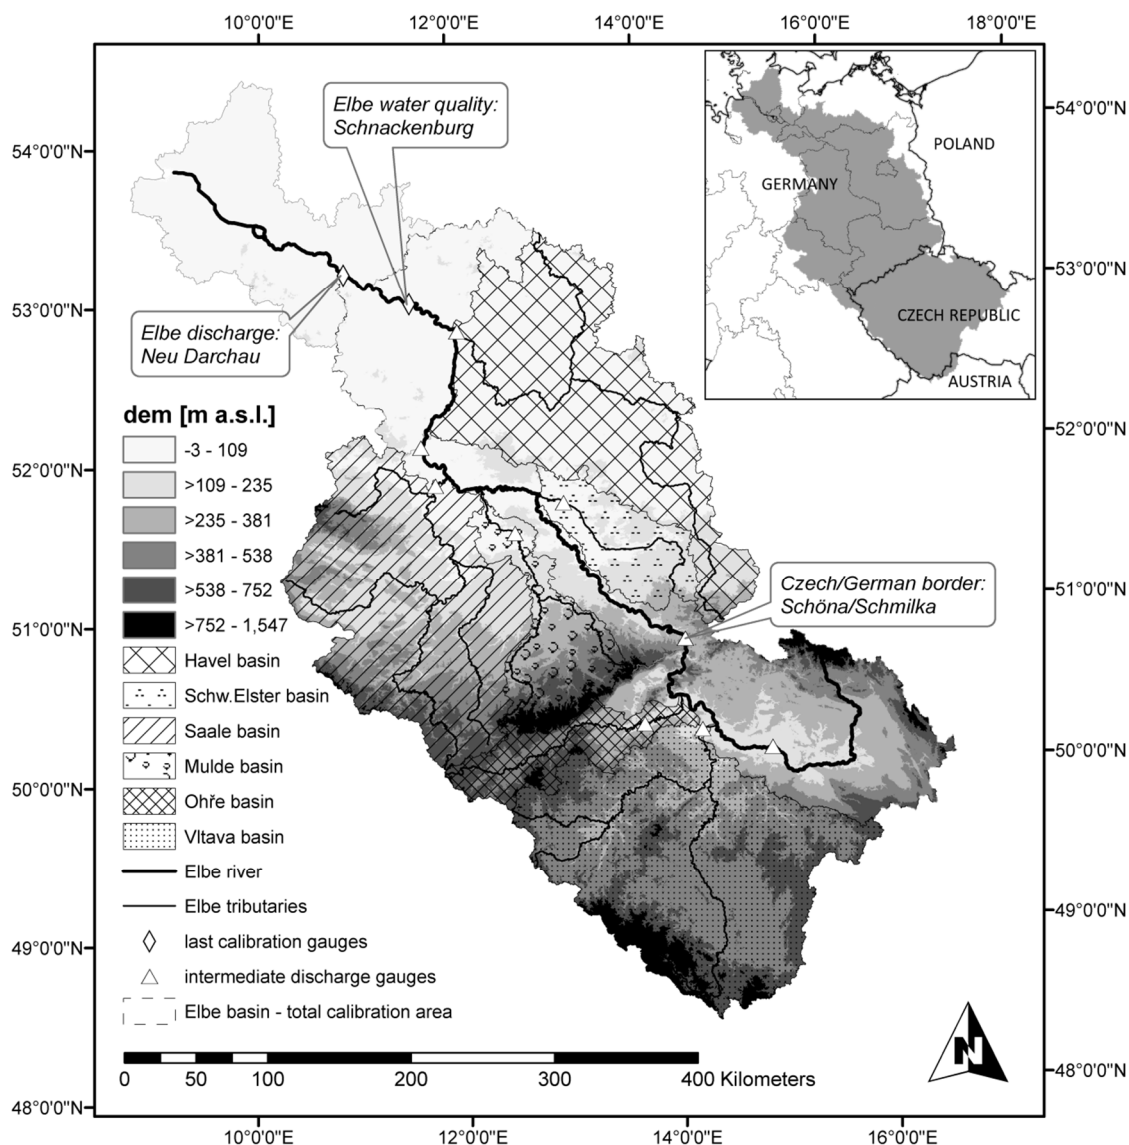 10°0'0"E 12°0'0"E 14°0'0"E 16°0'0"E 18°0'0"E
54°0'0"N
53°0'0"N
52°0'0"N
51°0'0"N
50°0'0"N
49°0'0"N
48°0'0"N
Elbe water quality:
Schnackenburg
Elbe discharge:
Neu Darchau
POLAND
GERMANY
CZECH REPUBLIC
AUSTRIA
54°0'0"N
53°0'0"N
52°0'0"N
51°0'0"N
50°0'0"N
49°0'0"N
48°0'0"N
Czech/German border:
Schöna/Schmilka
dem [m a.s.l.]
-3 - 109
>109 - 235
>235 - 381
>381 - 538
>538 - 752
>752 - 1,547
Havel basin
Schw.Elster basin
Saale basin
Mulde basin
Ohře basin
Vltava basin
Elbe river
Elbe tributaries
last calibration gauges
intermediate discharge gauges
Elbe basin - total calibration area
0 50 100 200 300 400 Kilometers
N
10°0'0"E 12°0'0"E 14°0'0"E 16°0'0"E